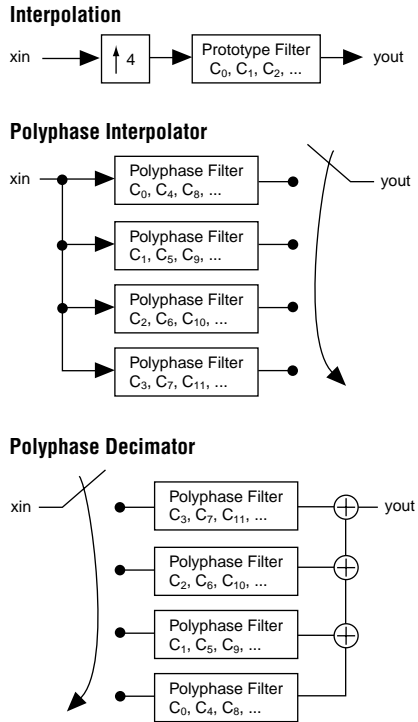 Interpolation
xin
↑ 4
Prototype Filter
C₀, C₁, C₂, ...
yout
Polyphase Interpolator
xin
Polyphase Filter
C₀, C₄, C₈, ...
yout
Polyphase Filter
C₁, C₅, C₉, ...
Polyphase Filter
C₂, C₆, C₁₀, ...
Polyphase Filter
C₃, C₇, C₁₁, ...
Polyphase Decimator
xin
Polyphase Filter
C₃, C₇, C₁₁, ...
yout
Polyphase Filter
C₂, C₆, C₁₀, ...
Polyphase Filter
C₁, C₅, C₉, ...
Polyphase Filter
C₀, C₄, C₈, ...